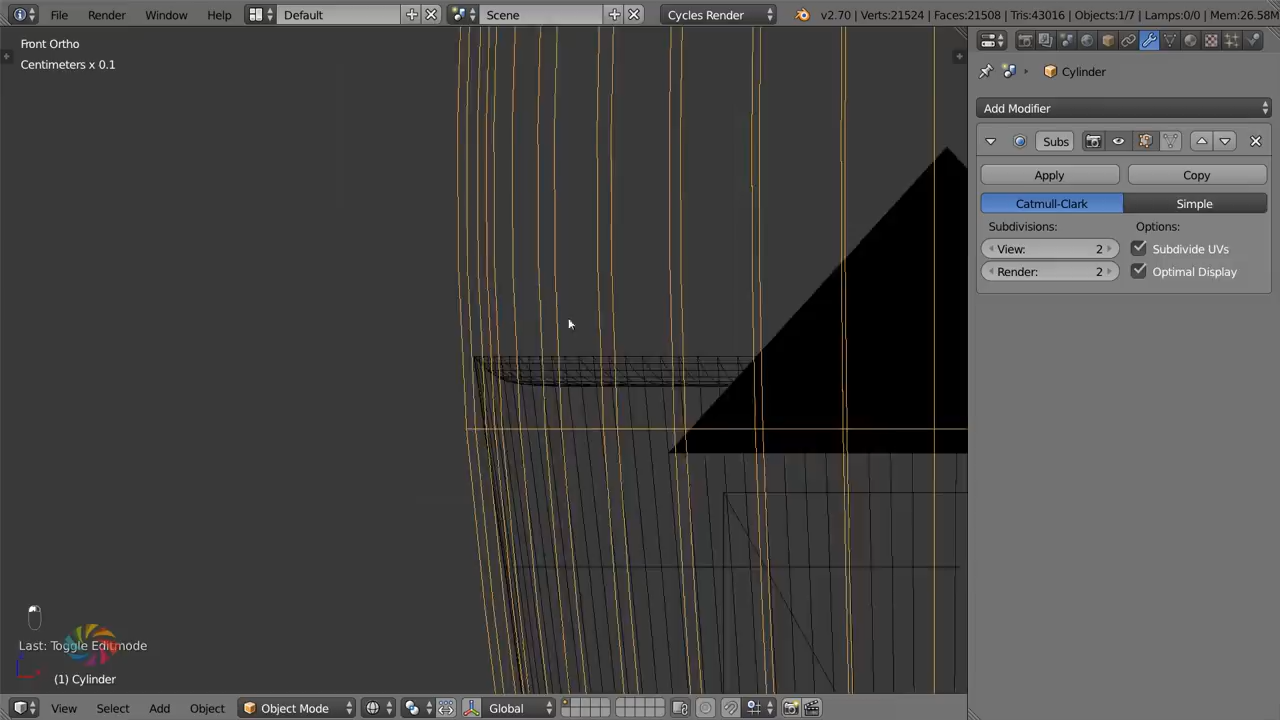 File Render Window Help Default Scene Cycles Render v2.70 | Verts:21524 | Faces:21508 | Tris:43016 | Objects:1/7 | Lamps:0/0 | Mem:26.58M
Front Ortho
Centimeters x 0.1
Cylinder
Add Modifier
Subs
Apply Copy
Catmull-Clark Simple
Subdivisions: Options:
View: 2 Subdivide UVs
Render: 2 Optimal Display
Last: Toggle Editmode
(1) Cylinder
View Select Add Object Object Mode Global